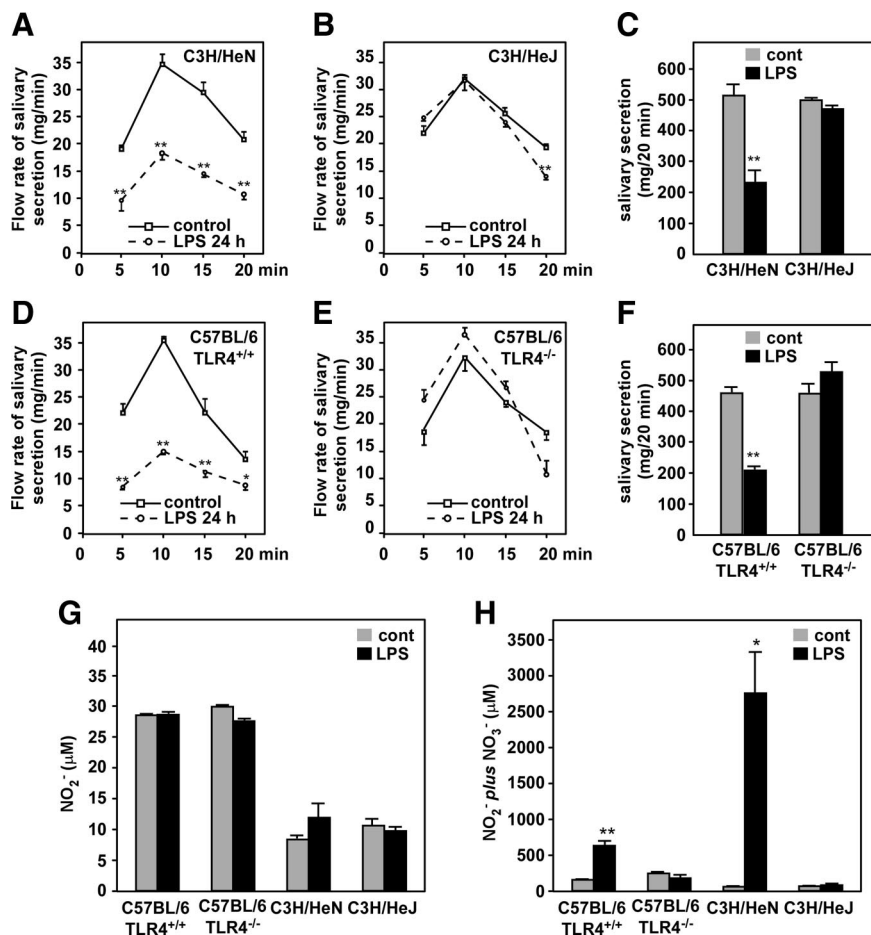 A
C3H/HeN
Flow rate of salivary
secretion (mg/min)
35
30
25
20
15
10
5
0
**
**
**
**
control
LPS 24 h
5 10 15 20 min
B
C3H/HeJ
Flow rate of salivary
secretion (mg/min)
35
30
25
20
15
10
5
0
**
control
LPS 24 h
5 10 15 20 min
C
cont
LPS
salivary secretion
(mg/20 min)
600
500
400
300
200
100
0
**
C3H/HeN C3H/HeJ
D
C57BL/6
TLR4+/+
Flow rate of salivary
secretion (mg/min)
35
30
25
20
15
10
5
0
**
**
**
*
control
LPS 24 h
5 10 15 20 min
E
C57BL/6
TLR4-/-
Flow rate of salivary
secretion (mg/min)
35
30
25
20
15
10
5
0
control
LPS 24 h
5 10 15 20 min
F
cont
LPS
salivary secretion
(mg/20 min)
600
500
400
300
200
100
0
**
C57BL/6 C57BL/6
TLR4+/+ TLR4-/-
G
cont
LPS
NO2- (μM)
40
35
30
25
20
15
10
5
0
C57BL/6 C57BL/6 C3H/HeN C3H/HeJ
TLR4+/+ TLR4-/-
H
cont
LPS
NO2- plus NO3- (μM)
3500
3000
2500
2000
1500
1000
500
0
**
*
C57BL/6 C57BL/6 C3H/HeN C3H/HeJ
TLR4+/+ TLR4-/-